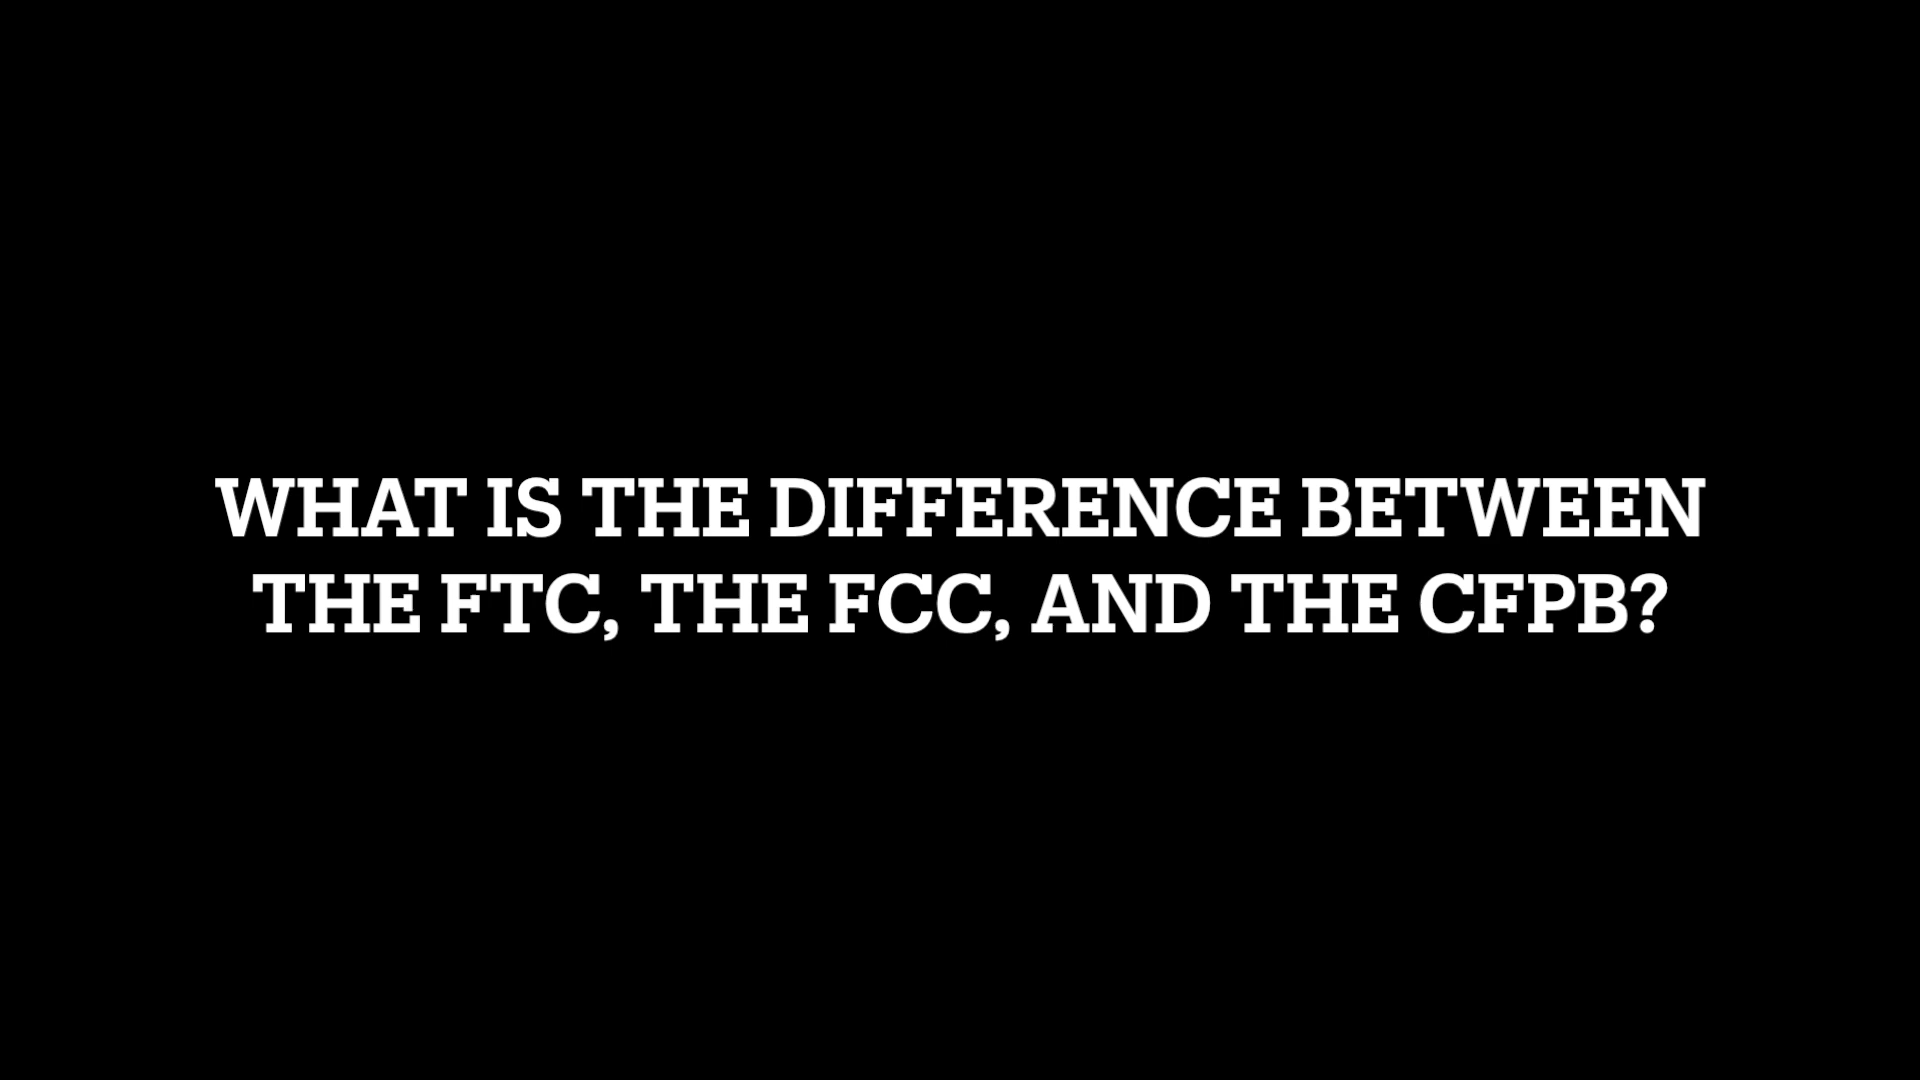 WHAT IS THE DIFFERENCE BETWEEN
THE FTC, THE FCC, AND THE CFPB?